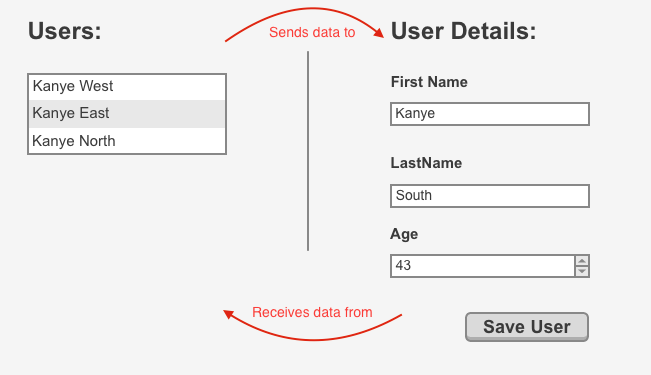 Users:
Sends data to
User Details:
Kanye West
Kanye East
Kanye North
First Name
Kanye
LastName
South
Age
43
Receives data from
Save User